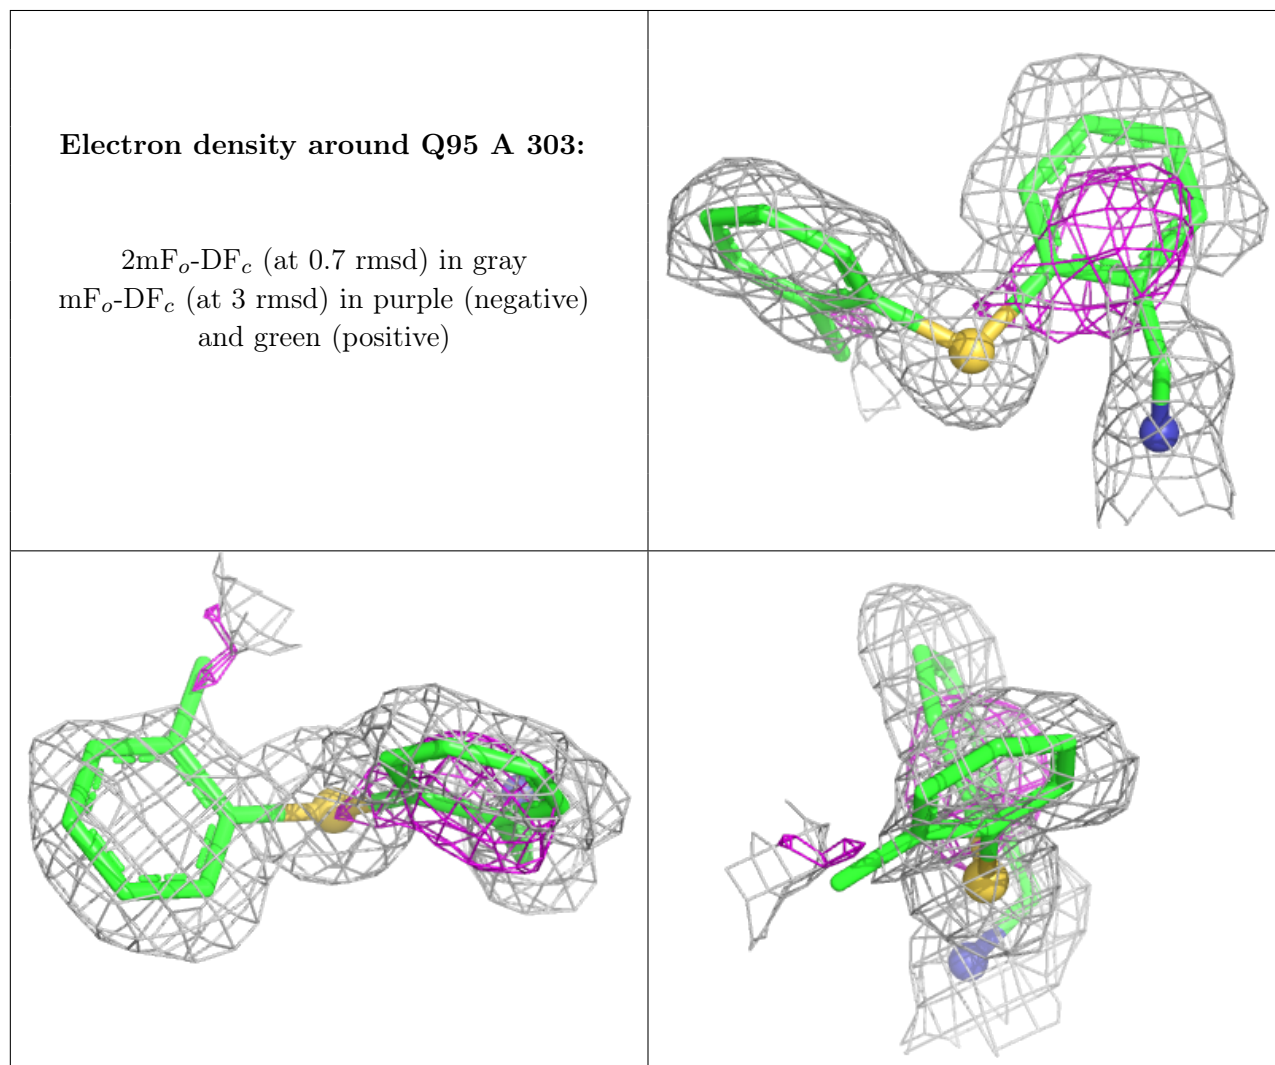 Electron density around Q95 A 303:
2mFo-DFc (at 0.7 rmsd) in gray
mFo-DFc (at 3 rmsd) in purple (negative)
and green (positive)